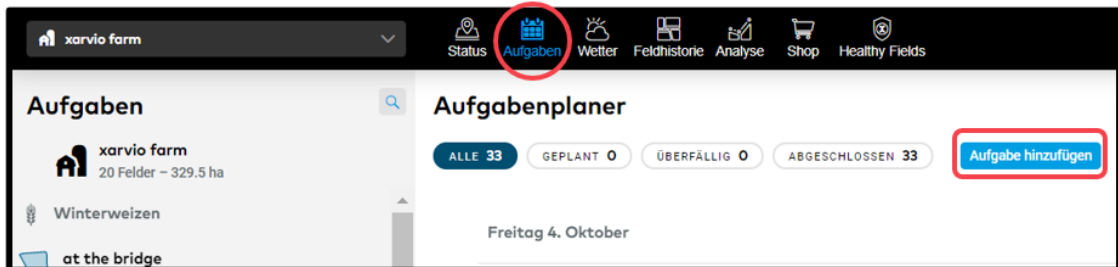 xarvio farm
Status Aufgaben Wetter Feldhistorie Analyse Shop Healthy Fields
Aufgaben
xarvio farm
20 Felder – 329.5 ha
Winterweizen
at the bridge
Aufgabenplaner
ALLE 33 GEPLANT 0 ÜBERFÄLLIG 0 ABGESCHLOSSEN 33 Aufgabe hinzufügen
Freitag 4. Oktober